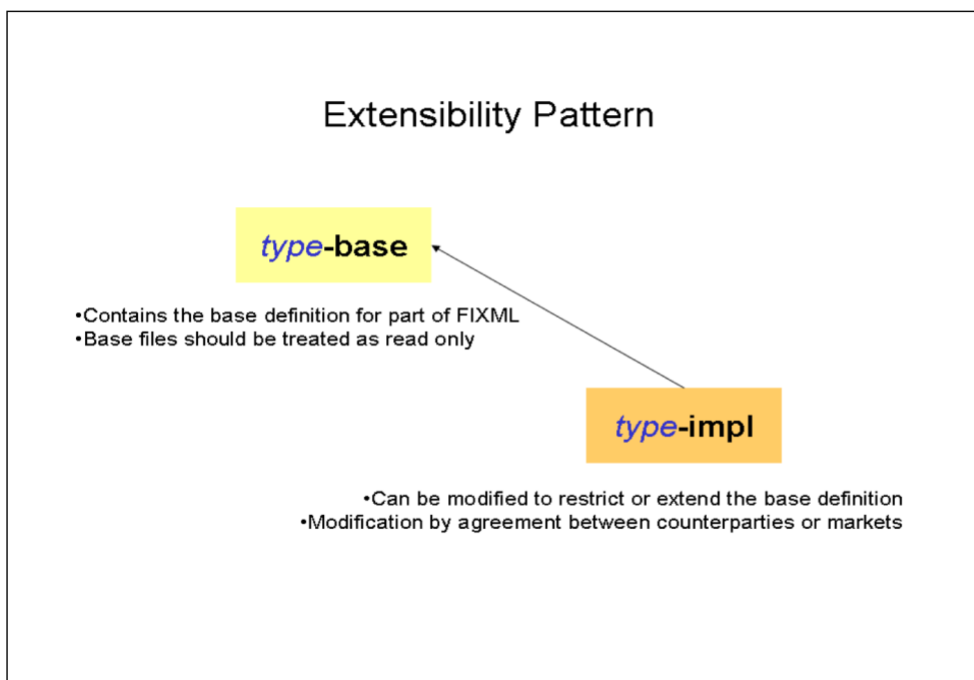 Extensibility Pattern
type-base
•Contains the base definition for part of FIXML
•Base files should be treated as read only
type-impl
•Can be modified to restrict or extend the base definition
•Modification by agreement between counterparties or markets